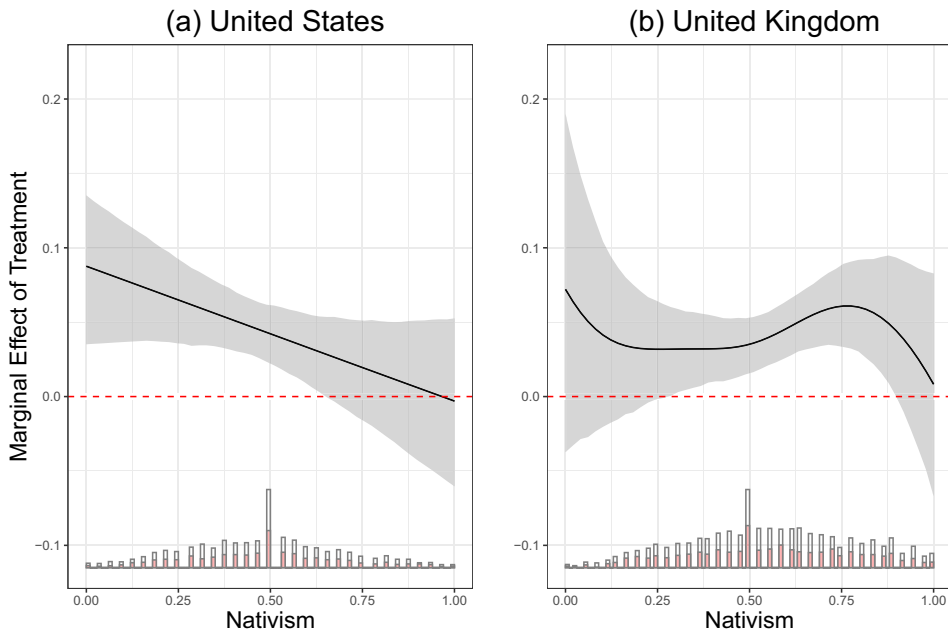 (a) United States
(b) United Kingdom
Marginal Effect of Treatment
0.2
0.1
0.0
−0.1
0.2
0.1
0.0
−0.1
0.00 0.25 0.50 0.75 1.00
0.00 0.25 0.50 0.75 1.00
Nativism
Nativism